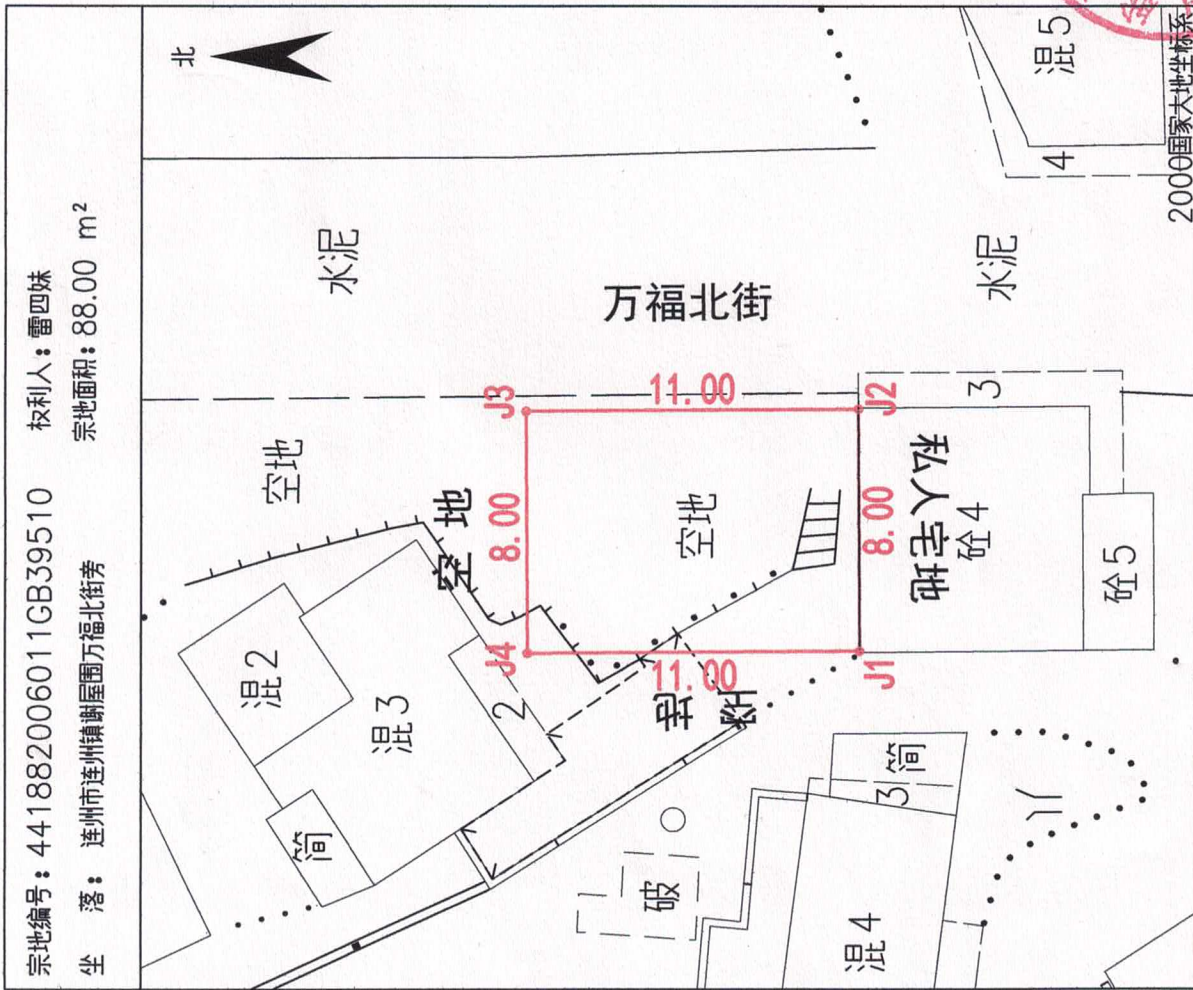 宗地编号：441882006011GB39510 权利人：雷四妹
坐 落： 连州市连州镇谢屋围万福北街旁 宗地面积：88.00 m²
北
混5
4
水泥
水泥
万福北街
J3
11.00
J2
3
空地
空地
8.00
空地
8.00
私人宅地
砼4
砼5
J4
11.00
J1
空地
混2
混3
2
简
破
3
简
混4
2000国家大地坐标系